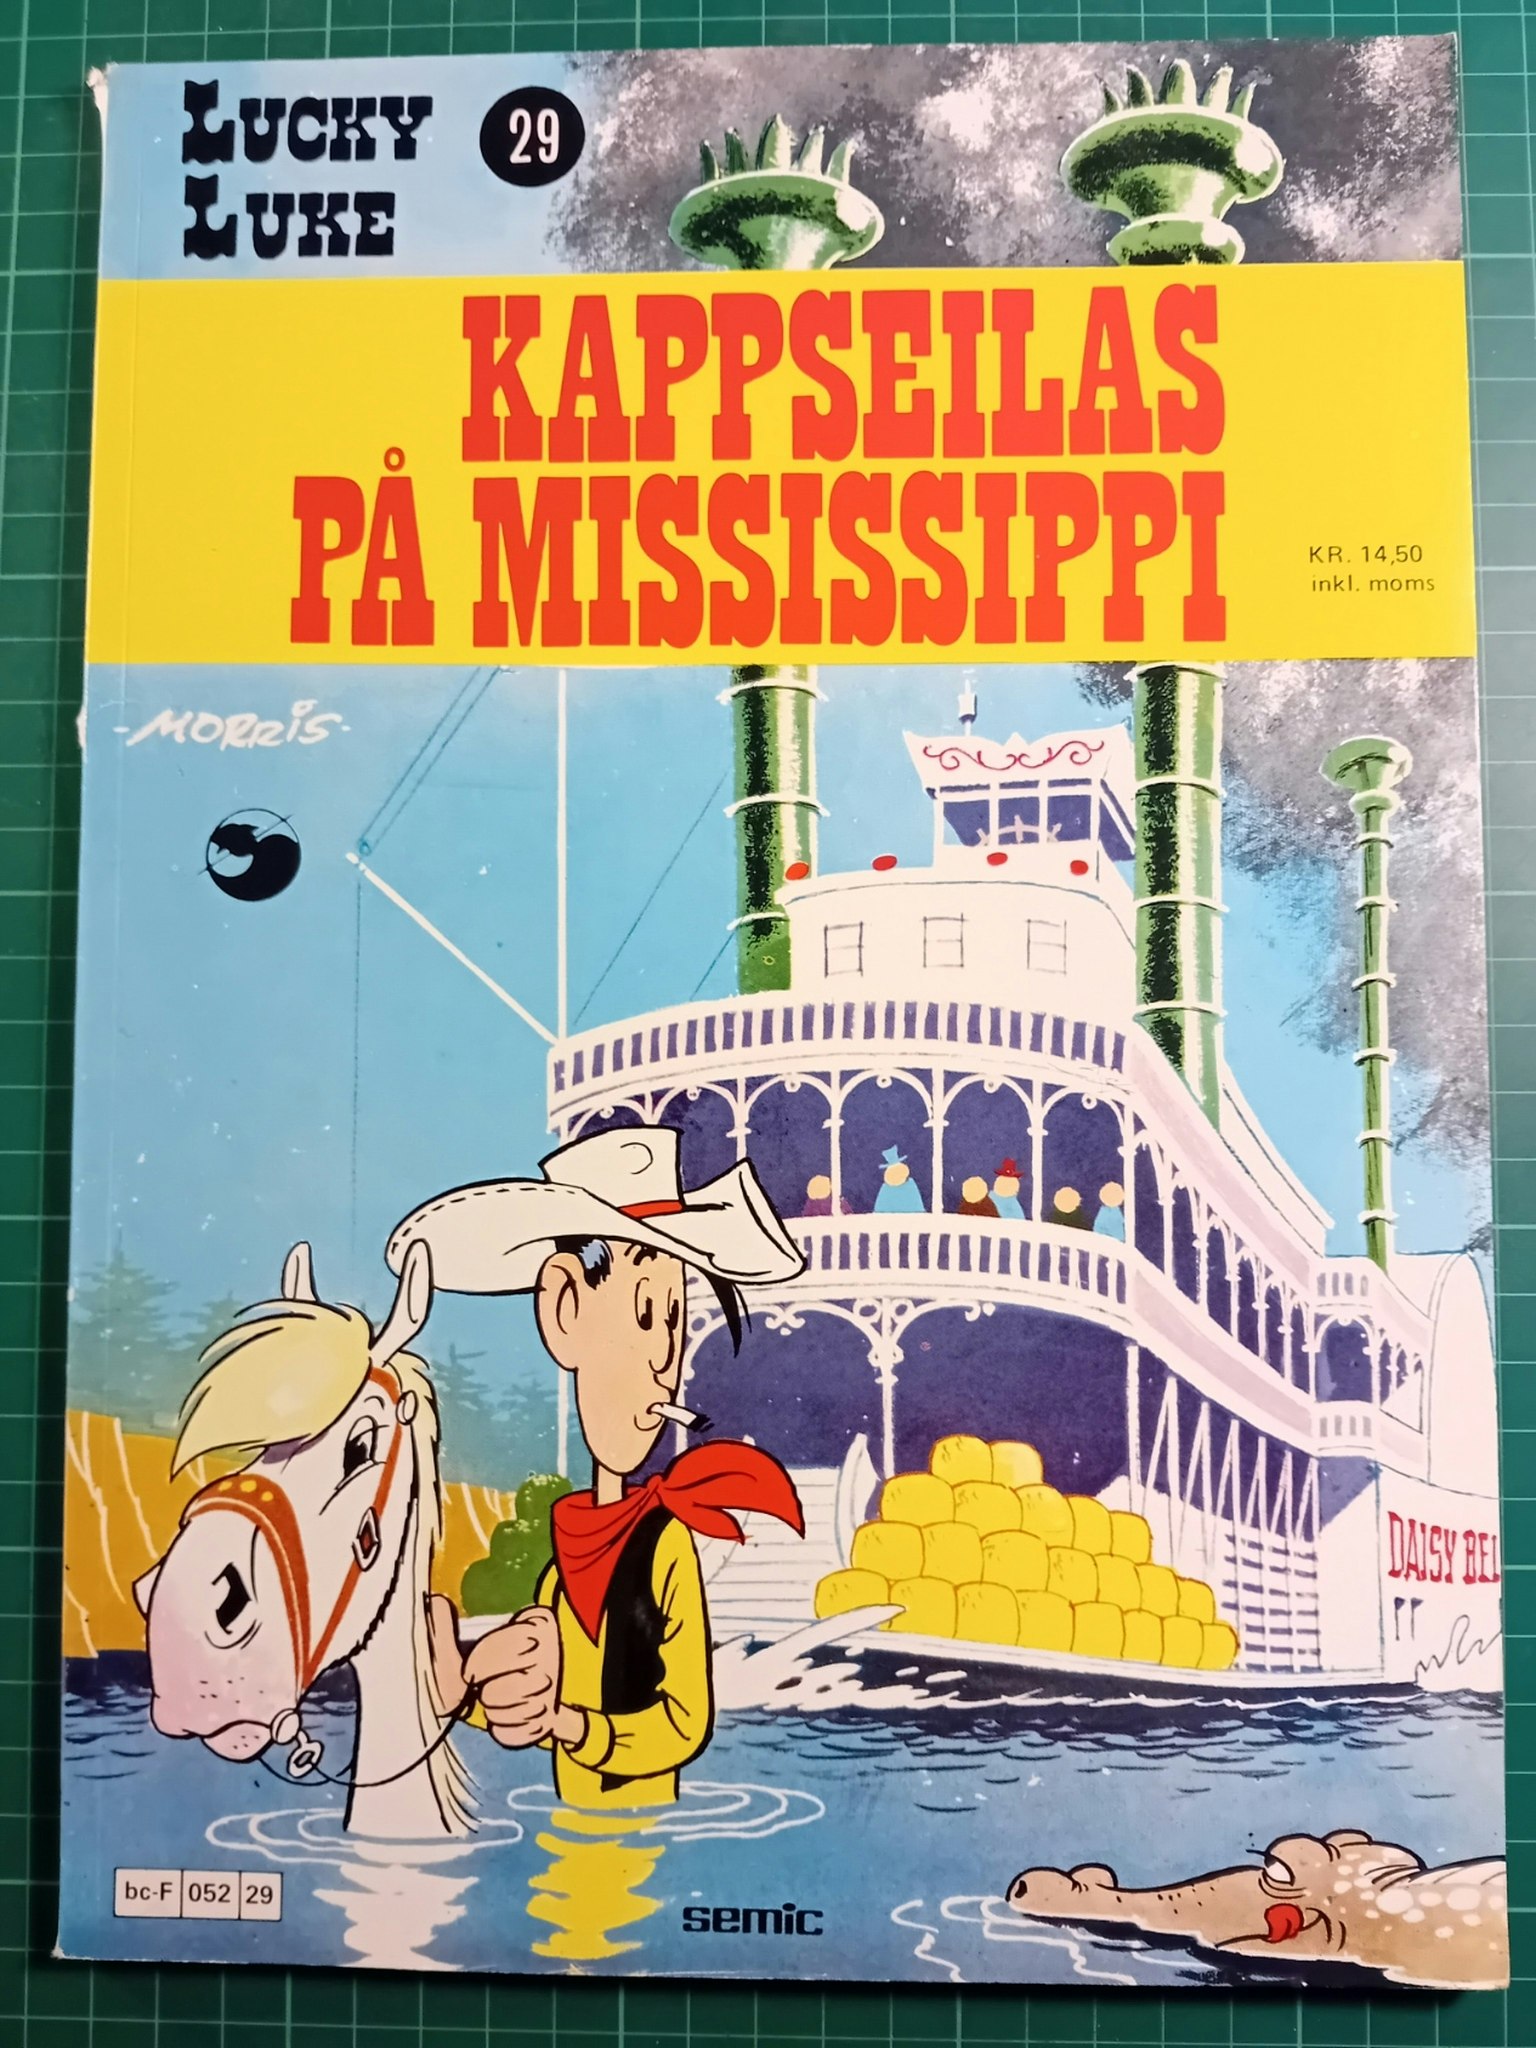 LUCKY
LUKE
29
KAPPSEILAS
PÅ MISSISSIPPI
KR. 14,50
inkl. moms
-MORRIS-
DAISY BEL
bc-F 052 29
semic